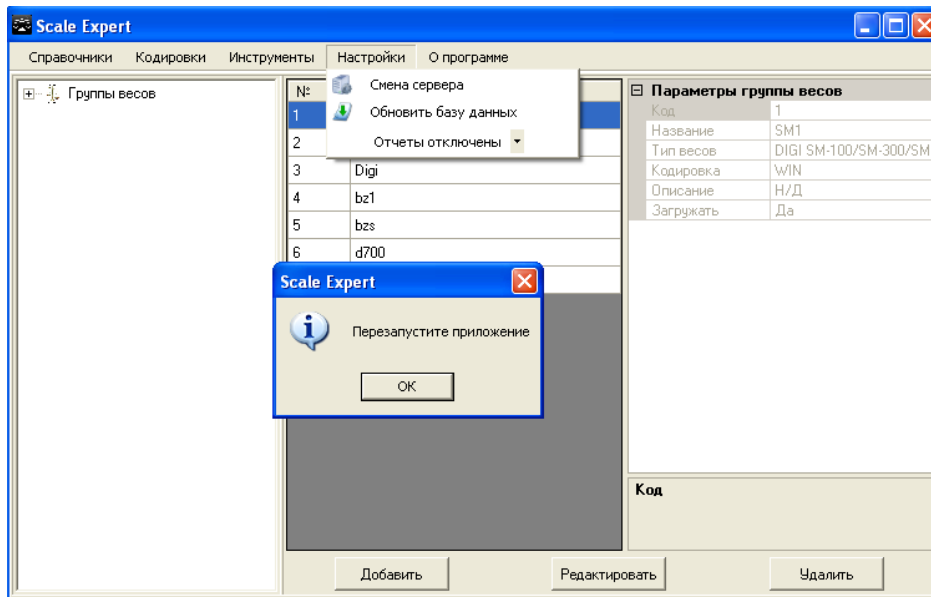 Scale Expert
Справочники Кодировки Инструменты Настройки О программе
Группы весов
№
1
2
3 Digi
4 bz1
5 bzs
6 d700
Смена сервера
Обновить базу данных
Отчеты отключены
Параметры группы весов
Код 1
Название SM1
Тип весов DIGI SM-100/SM-300/SM
Кодировка WIN
Описание Н/Д
Загружать Да
Scale Expert
Перезапустите приложение
OK
Код
Добавить Редактировать Удалить